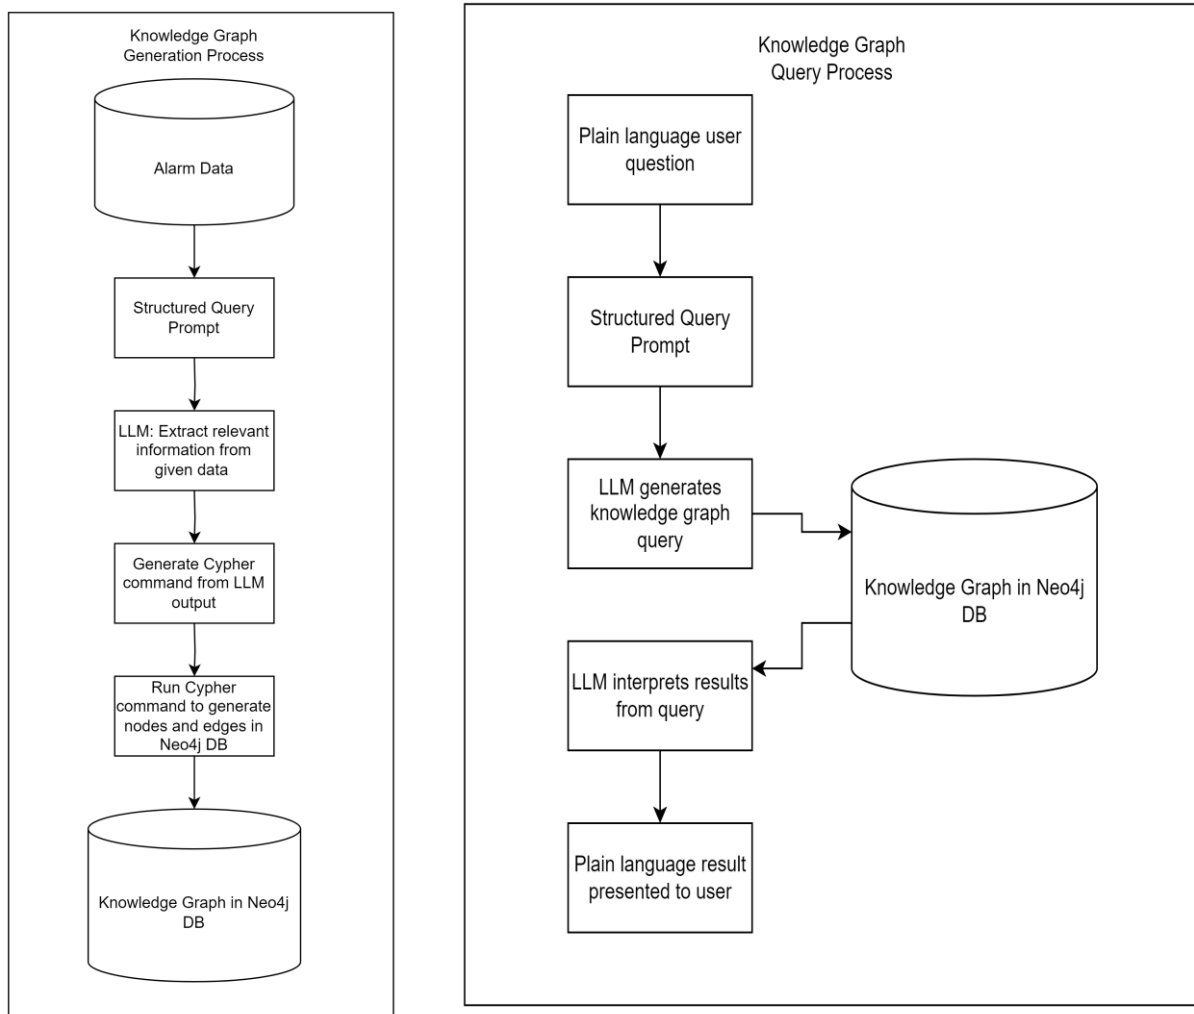 Knowledge Graph
Generation Process
Alarm Data
Structured Query
Prompt
LLM: Extract relevant
information from
given data
Generate Cypher
command from LLM
output
Run Cypher
command to generate
nodes and edges in
Neo4j DB
Knowledge Graph in Neo4j
DB
Knowledge Graph
Query Process
Plain language user
question
Structured Query
Prompt
LLM generates
knowledge graph
query
Knowledge Graph in Neo4j
DB
LLM interprets results
from query
Plain language result
presented to user